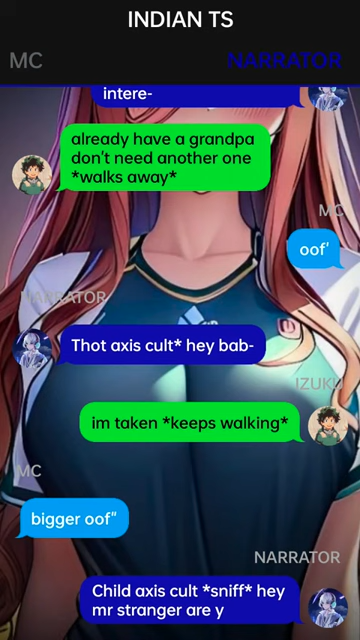 INDIAN TS
MC NARRATOR
intere-
already have a grandpa
don't need another one
*walks away*
MC
oof'
NARRATOR
Thot axis cult* hey bab-
IZUKU
im taken *keeps walking*
MC
bigger oof"
NARRATOR
Child axis cult *sniff* hey
mr stranger are y